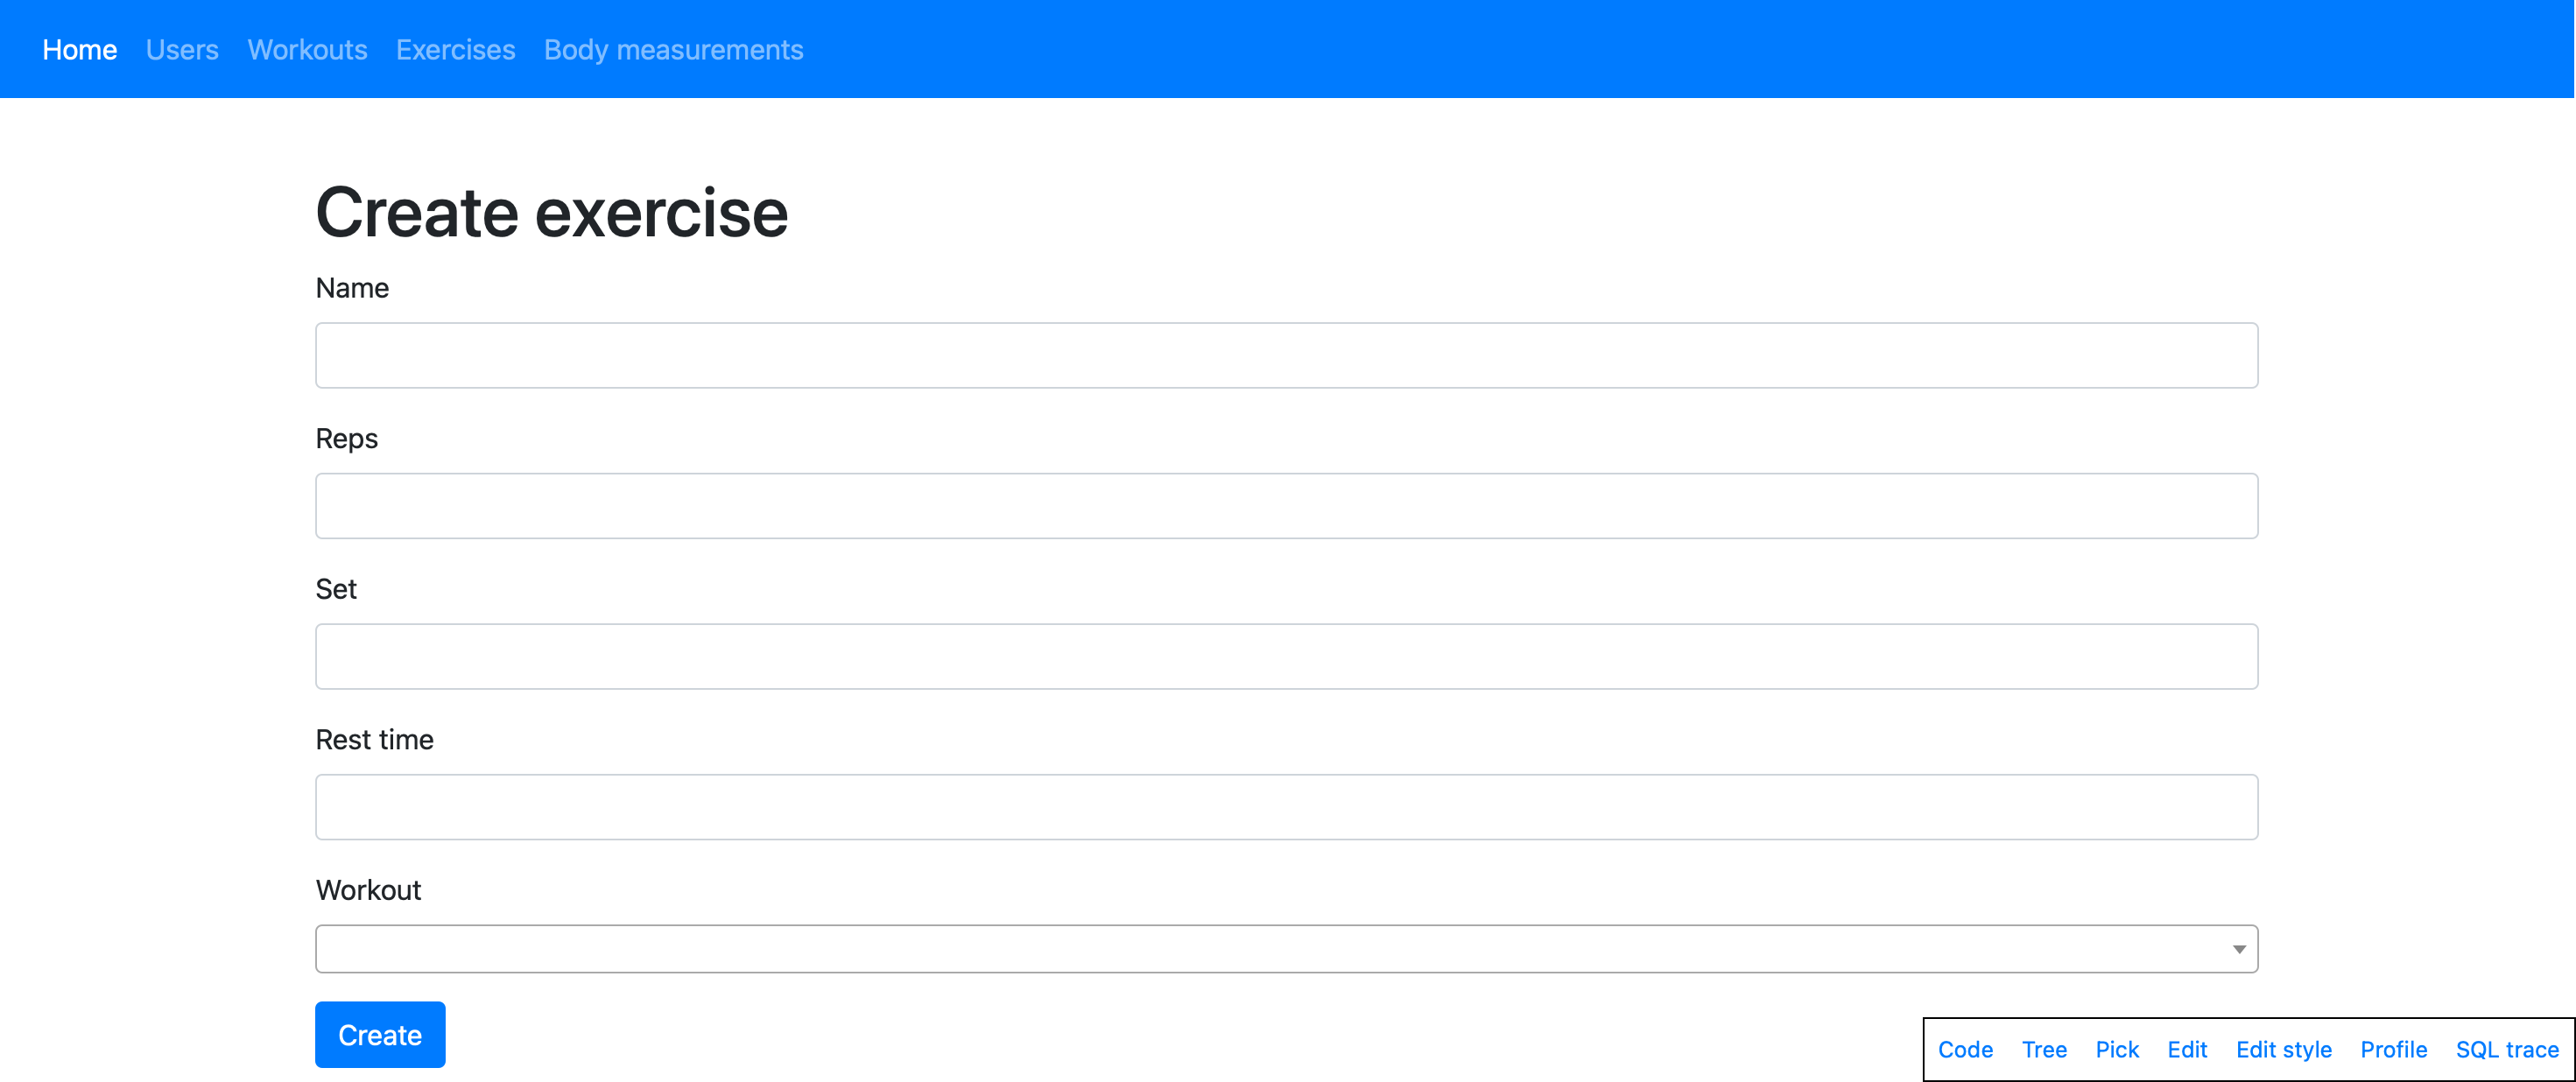 Home Users Workouts Exercises Body measurements
Create exercise
Name
Reps
Set
Rest time
Workout
Create
Code Tree Pick Edit Edit style Profile SQL trace